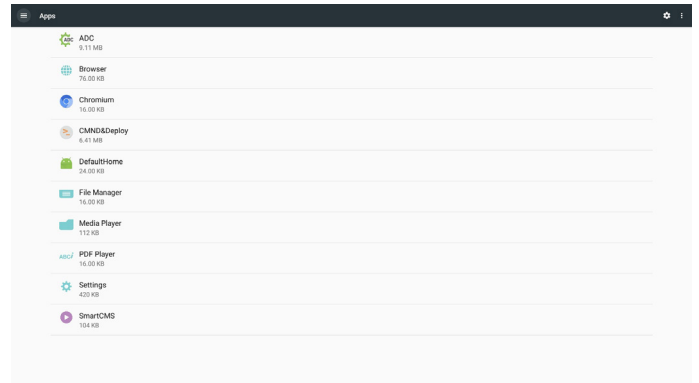 Apps
ADC
ADC
9.11 MB
Browser
76.00 KB
Chromium
16.00 KB
CMND&Deploy
6.41 MB
DefaultHome
24.00 KB
File Manager
16.00 KB
Media Player
112 KB
ABCJ PDF Player
16.00 KB
Settings
420 KB
SmartCMS
104 KB